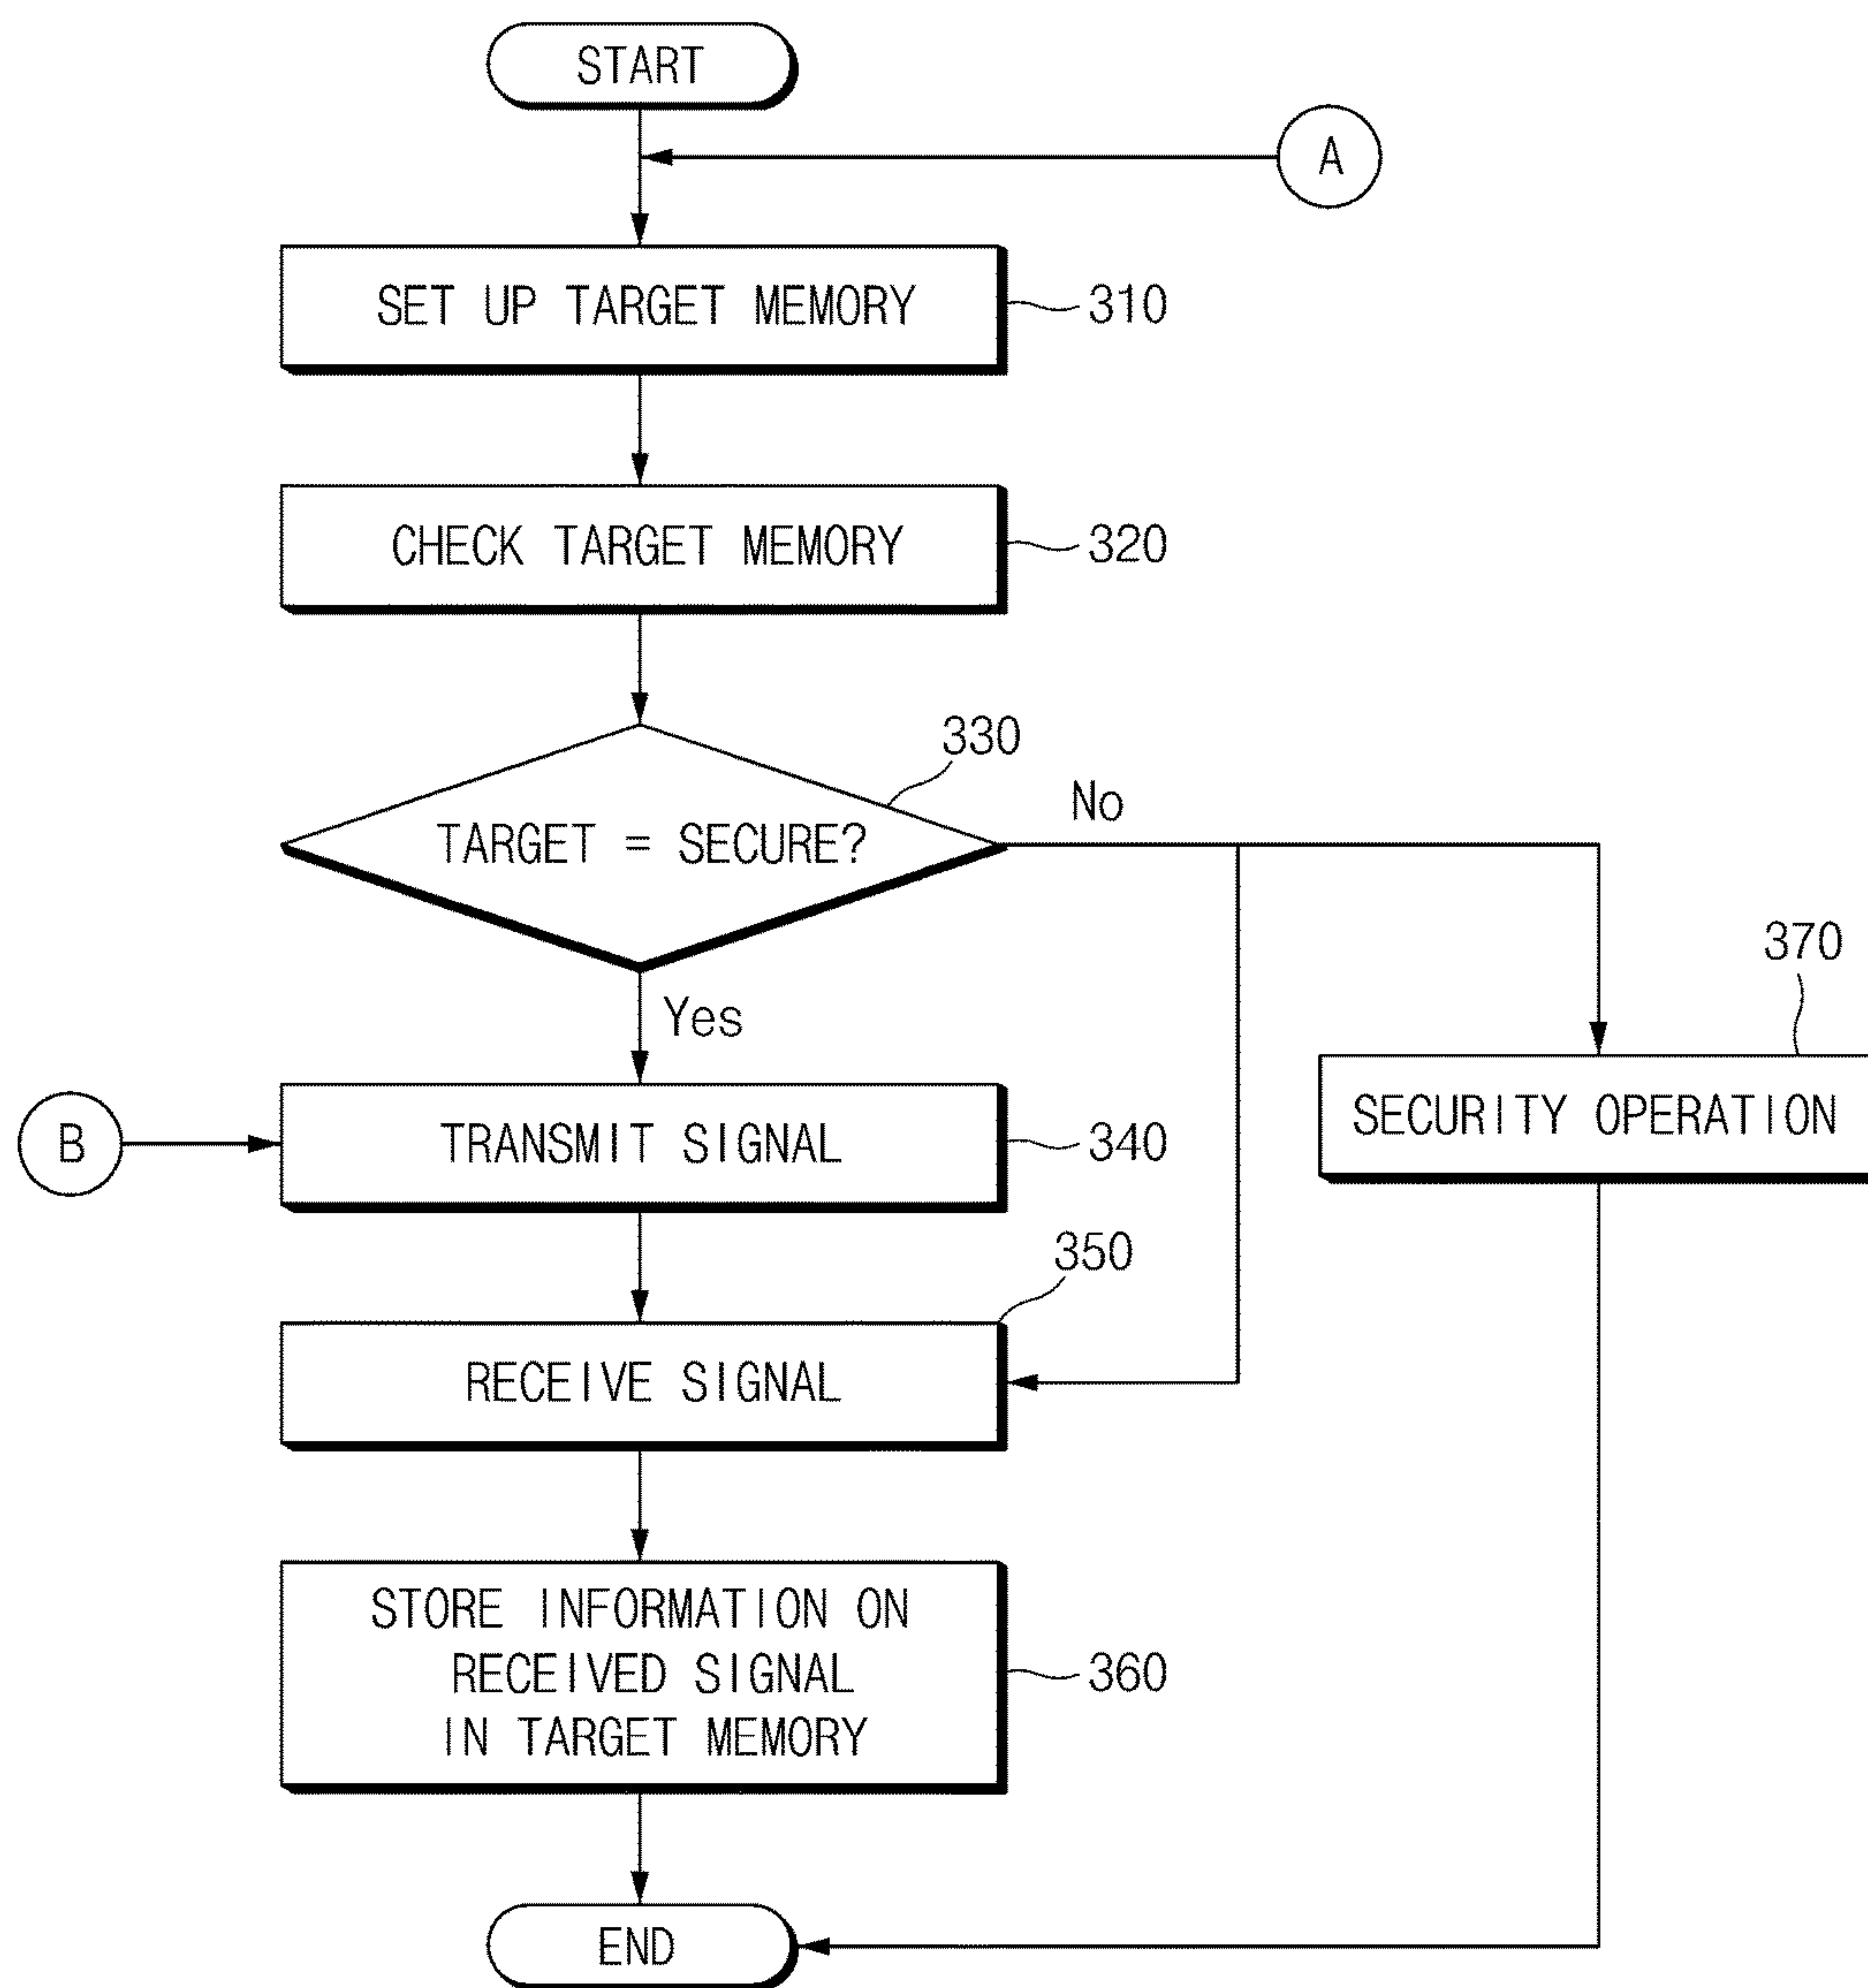 START
A
SET UP TARGET MEMORY
310
CHECK TARGET MEMORY
320
330
TARGET = SECURE?
No
Yes
370
SECURITY OPERATION
B
TRANSMIT SIGNAL
340
350
RECEIVE SIGNAL
STORE INFORMATION ON
RECEIVED SIGNAL
IN TARGET MEMORY
360
END